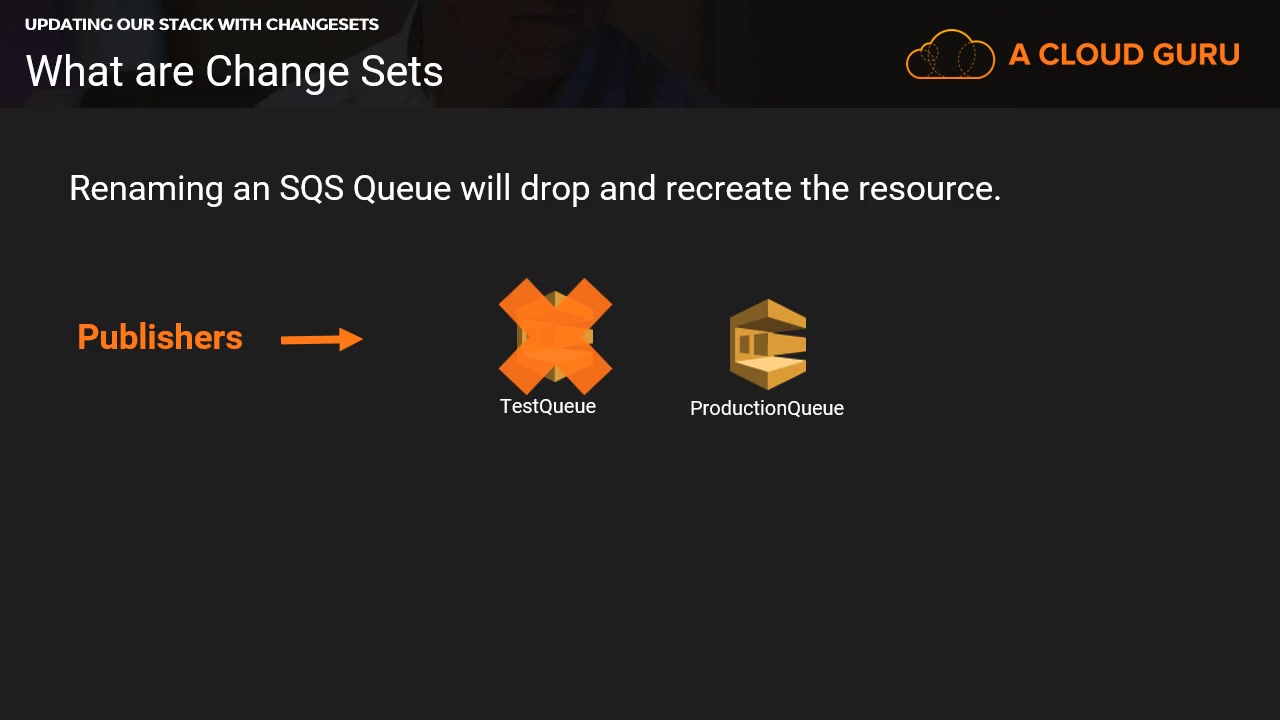 UPDATING OUR STACK WITH CHANGESETS
What are Change Sets
A CLOUD GURU
Renaming an SQS Queue will drop and recreate the resource.
Publishers
TestQueue
ProductionQueue